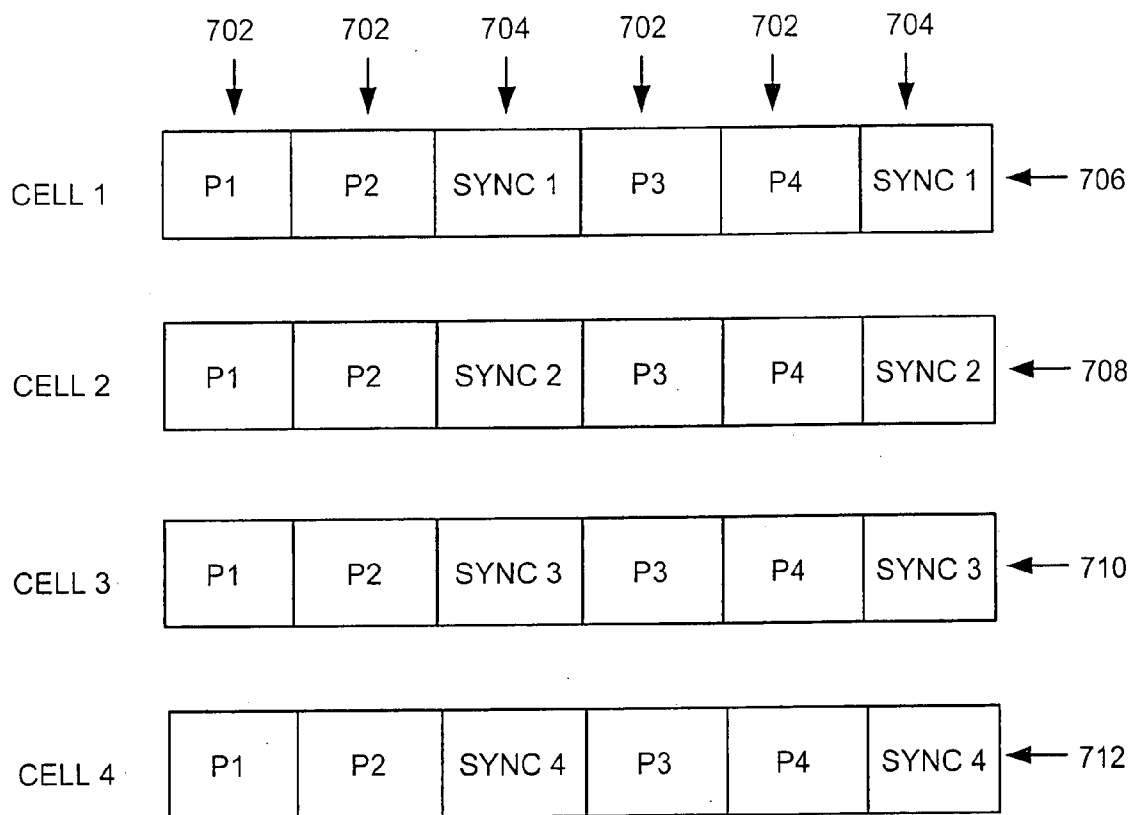 702 702 704 702 702 704
CELL 1 P1 P2 SYNC 1 P3 P4 SYNC 1 706
CELL 2 P1 P2 SYNC 2 P3 P4 SYNC 2 708
CELL 3 P1 P2 SYNC 3 P3 P4 SYNC 3 710
CELL 4 P1 P2 SYNC 4 P3 P4 SYNC 4 712